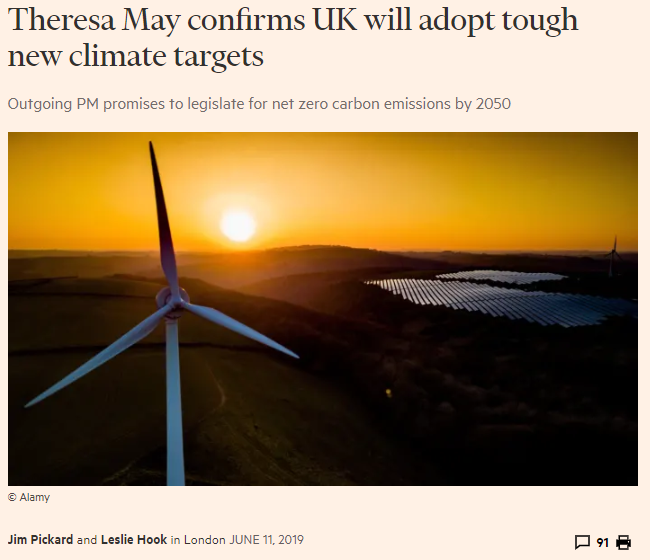 Theresa May confirms UK will adopt tough
new climate targets
Outgoing PM promises to legislate for net zero carbon emissions by 2050
© Alamy
Jim Pickard and Leslie Hook in London JUNE 11, 2019
91